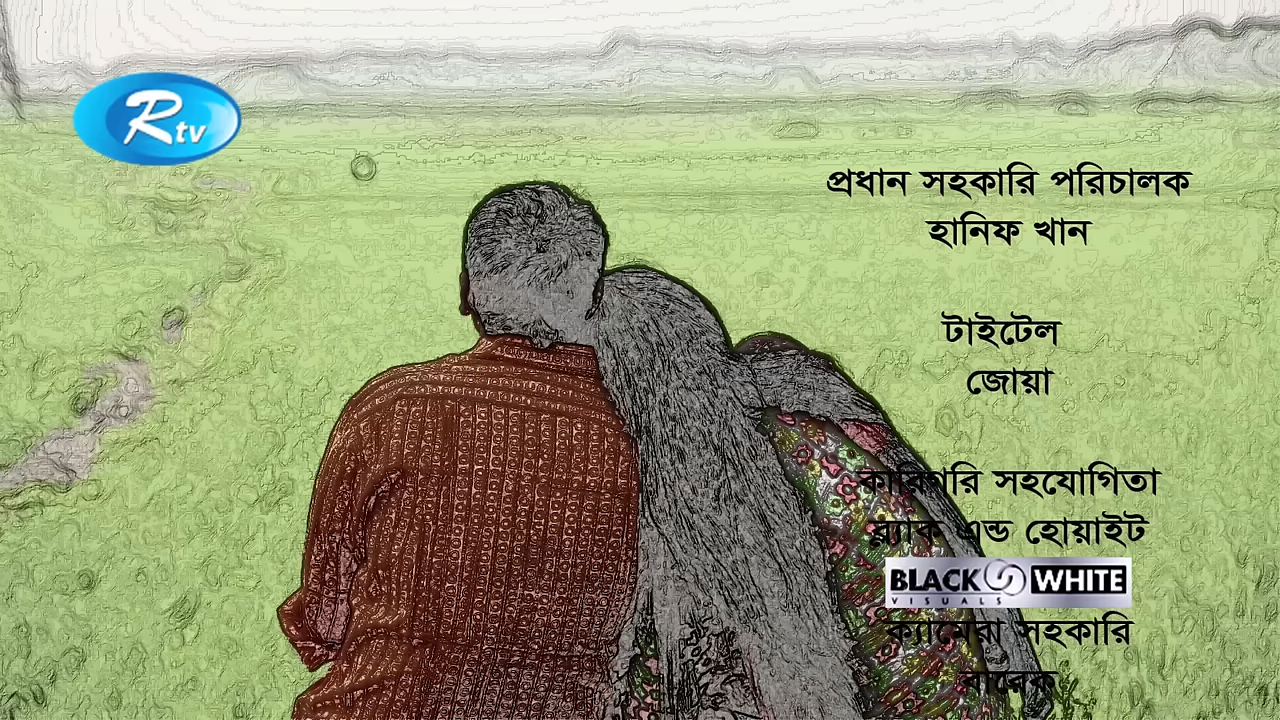 Rtv
প্রধান সহকারি পরিচালক
হানিফ খান
টাইটেল
জোয়া
কারিগরি সহযোগিতা
ব্ল্যাক এন্ড হোয়াইট
BLACK WHITE
VISUALS
ক্যামেরা সহকারি
বারেক